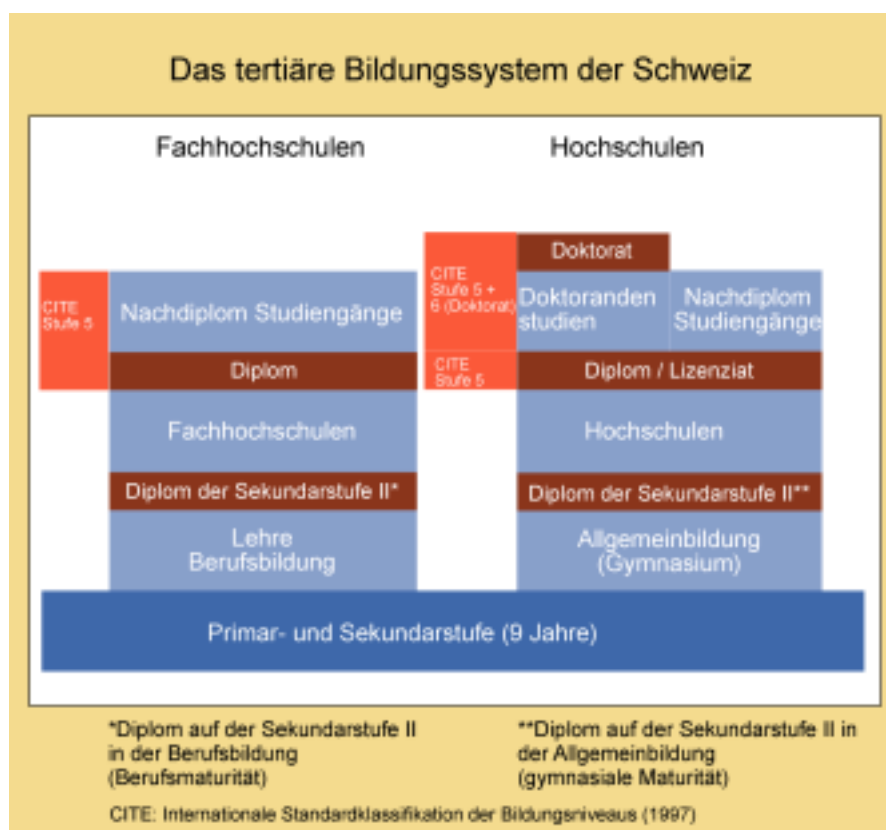 Das tertiäre Bildungssystem der Schweiz
Fachhochschulen
Hochschulen
CITE
Stufe 5
Nachdiplom Studiengänge
Diplom
Fachhochschulen
Diplom der Sekundarstufe II*
Lehre
Berufsbildung
CITE
Stufe 5 +
6 (Doktorat)
Doktorat
Doktoranden
studien
Nachdiplom
Studiengänge
CITE
Stufe 5
Diplom / Lizenziat
Hochschulen
Diplom der Sekundarstufe II**
Allgemeinbildung
(Gymnasium)
Primar- und Sekundarstufe (9 Jahre)
*Diplom auf der Sekundarstufe II
in der Berufsbildung
(Berufsmaturität)
**Diplom auf der Sekundarstufe II in
der Allgemeinbildung
(gymnasiale Maturität)
CITE: Internationale Standardklassifikation der Bildungsniveaus (1997)